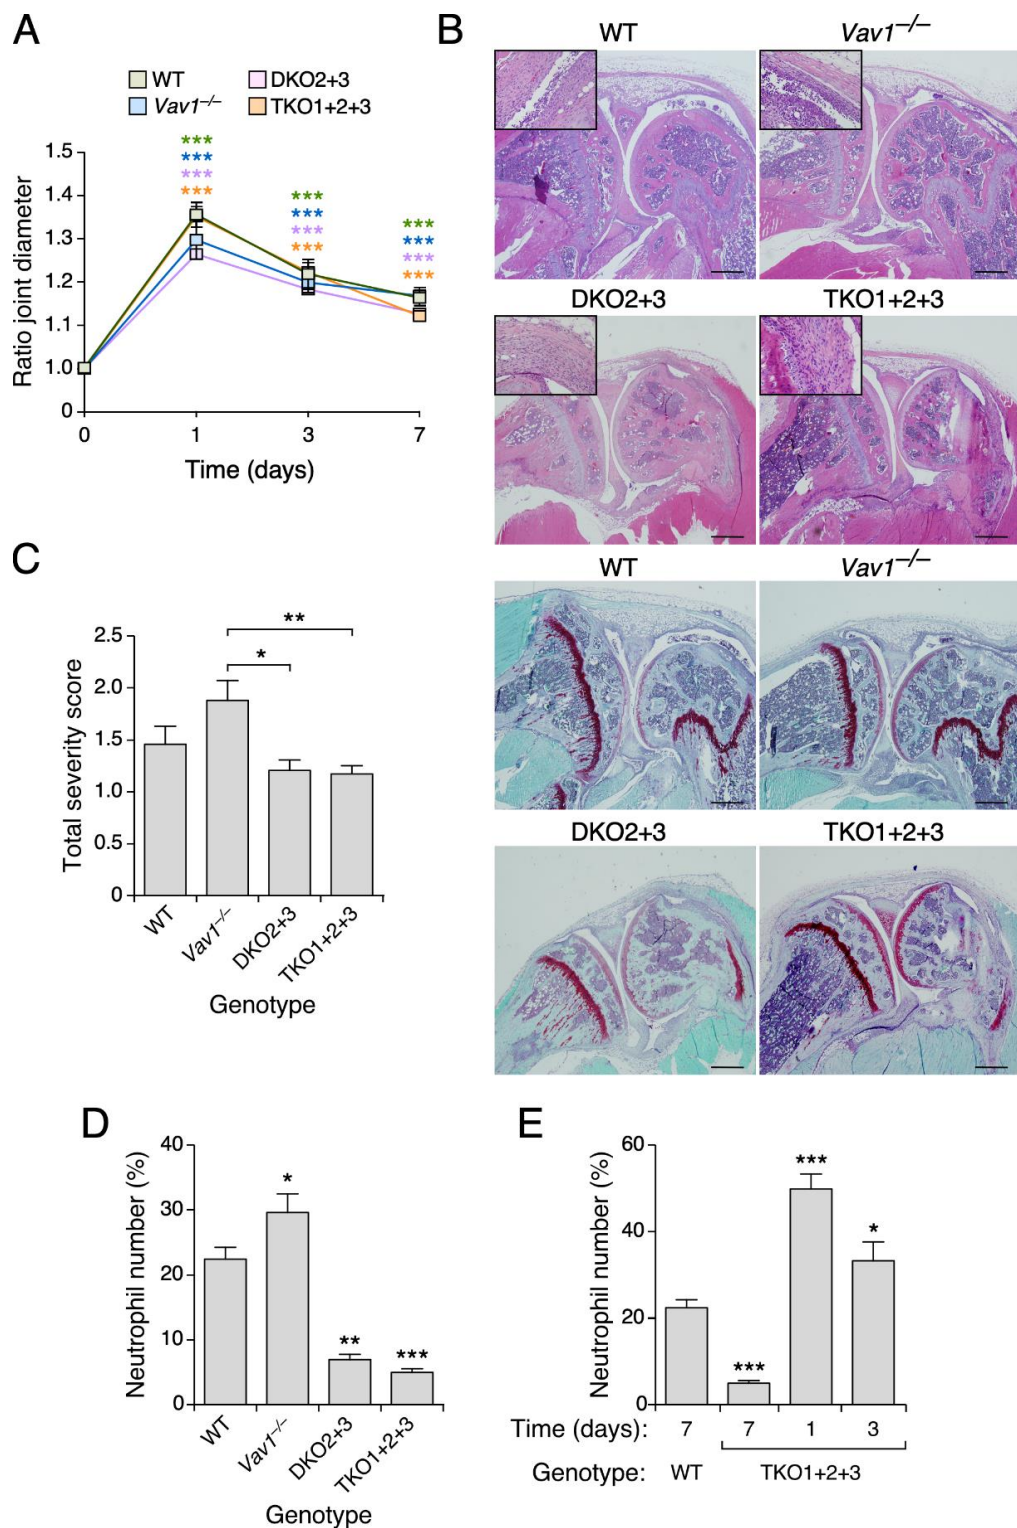 A
WT
DKO2+3
Vav1–/–
TKO1+2+3
***
***
***
***
***
***
***
***
***
***
***
***
1.5
1.4
1.3
1.2
1.1
1.0
0
Ratio joint diameter
0 1 3 7
Time (days)
B
WT Vav1–/–
DKO2+3 TKO1+2+3
WT Vav1–/–
DKO2+3 TKO1+2+3
C
**
*
2.5
2.0
1.5
1.0
0.5
0
Total severity score
WT Vav1–/– DKO2+3 TKO1+2+3
Genotype
D
40
30
20
10
0
Neutrophil number (%)
*
**
***
WT Vav1–/– DKO2+3 TKO1+2+3
Genotype
E
60
40
20
0
Neutrophil number (%)
***
***
*
Time (days): 7 7 1 3
Genotype: WT TKO1+2+3